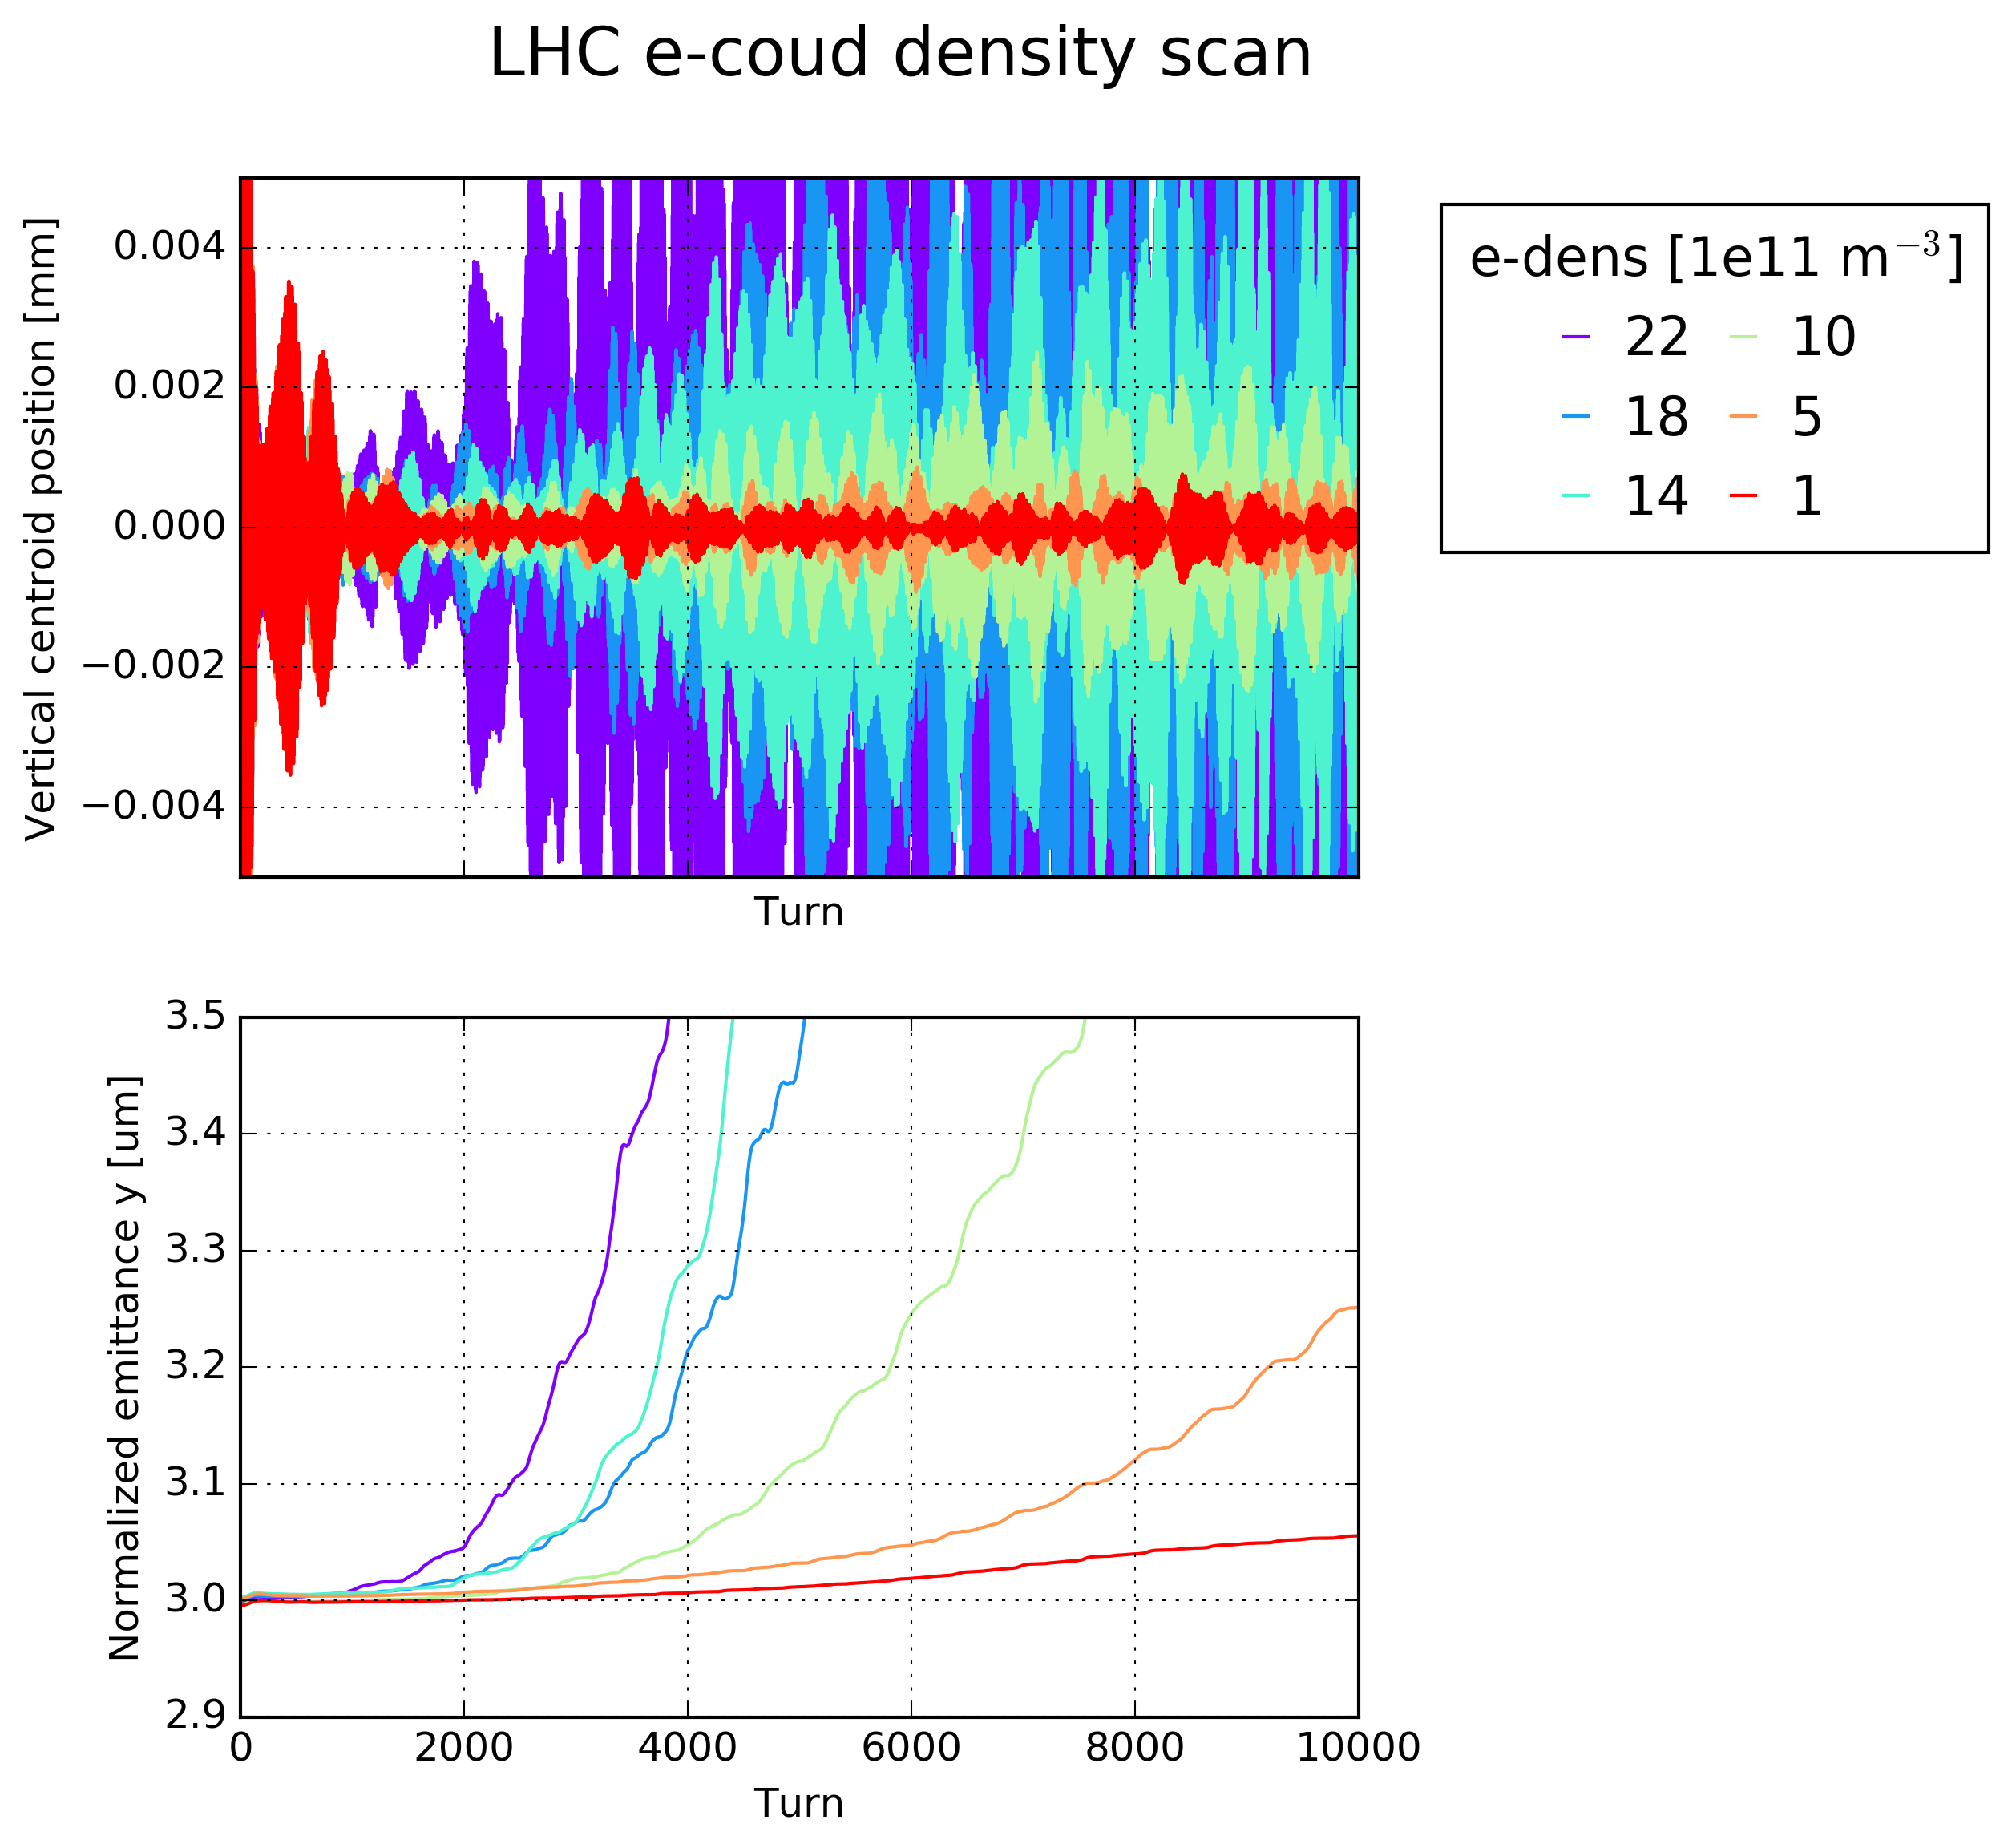 LHC e-coud density scan
Vertical centroid position [mm]
0.004
0.002
0.000
−0.002
−0.004
Turn
e-dens [1e11 m⁻³]
22 10
18 5
14 1
Normalized emittance y [um]
3.5
3.4
3.3
3.2
3.1
3.0
2.9
0 2000 4000 6000 8000 10000
Turn